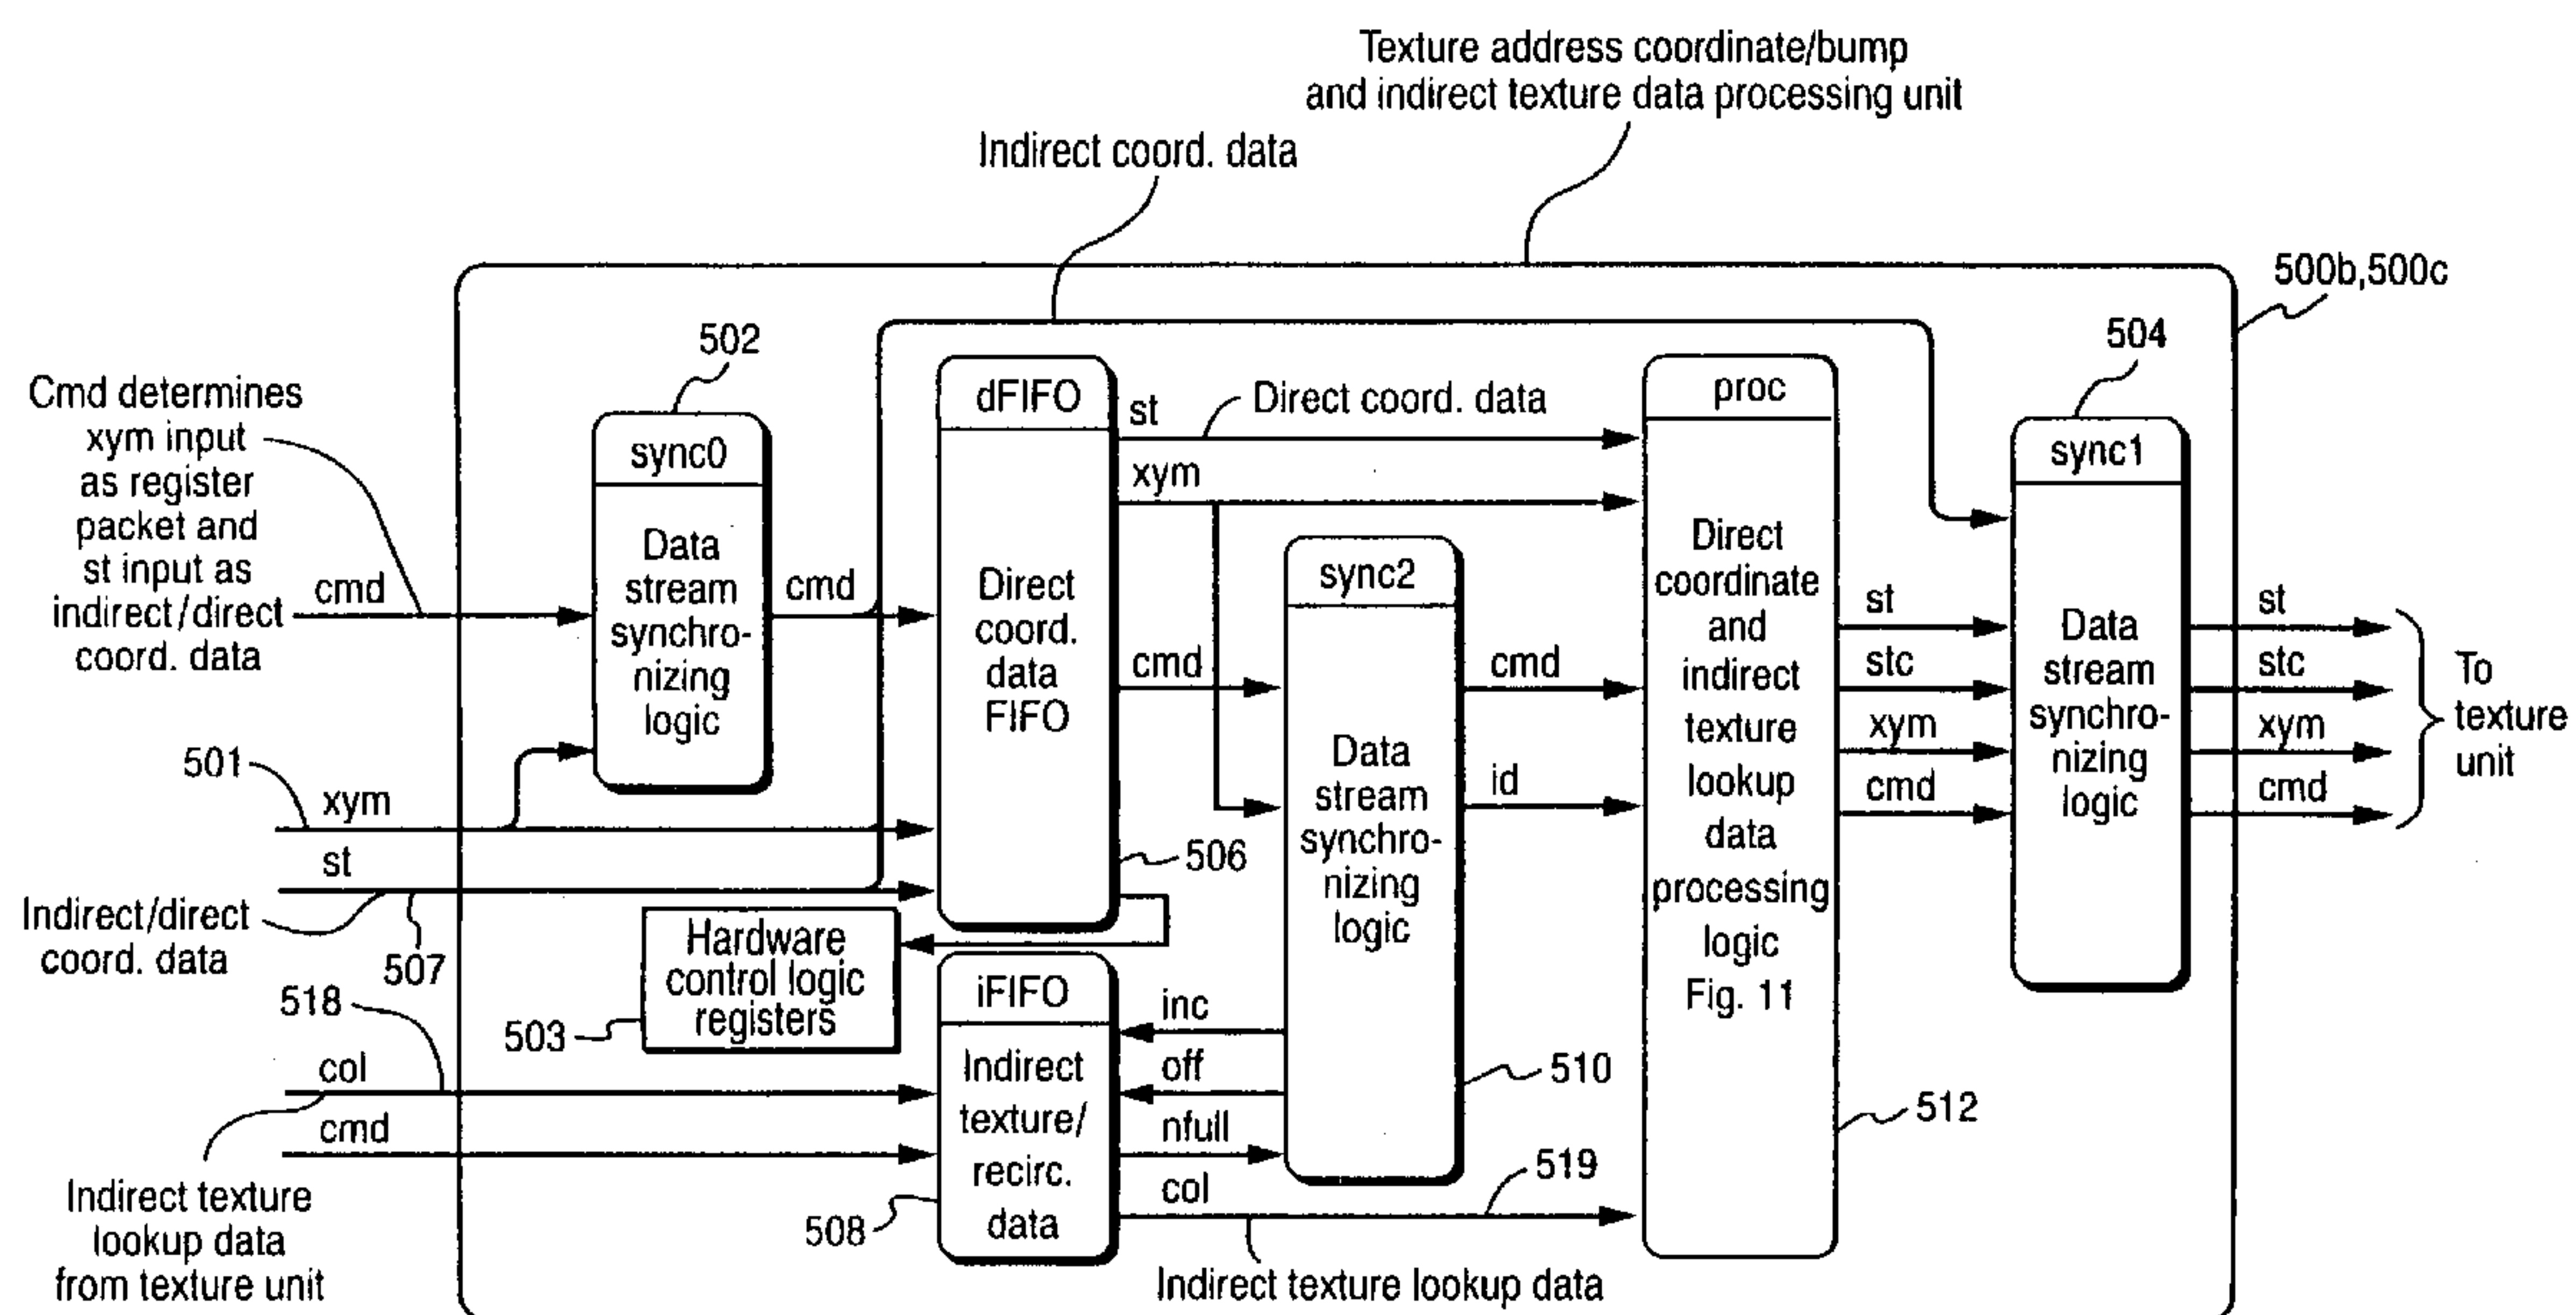 Texture address coordinate/bump
and indirect texture data processing unit
Indirect coord. data
500b,500c
502
504
Cmd determines
xym input
as register
packet and
st input as
indirect/direct
coord. data
cmd
sync0
Data
stream
synchro-
nizing
logic
cmd
dFIFO
Direct
coord.
data
FIFO
st
Direct coord. data
xym
cmd
sync2
Data
stream
synchro-
nizing
logic
cmd
id
proc
Direct
coordinate
and
indirect
texture
lookup
data
processing
logic
Fig. 11
st
stc
xym
cmd
sync1
Data
stream
synchro-
nizing
logic
st
stc
xym
cmd
To
texture
unit
501
xym
st
506
Indirect/direct
coord. data
507
Hardware
control logic
registers
503
518
col
cmd
iFIFO
Indirect
texture/
recirc.
data
508
inc
off
nfull
col
510
512
519
Indirect texture
lookup data
from texture unit
Indirect texture lookup data